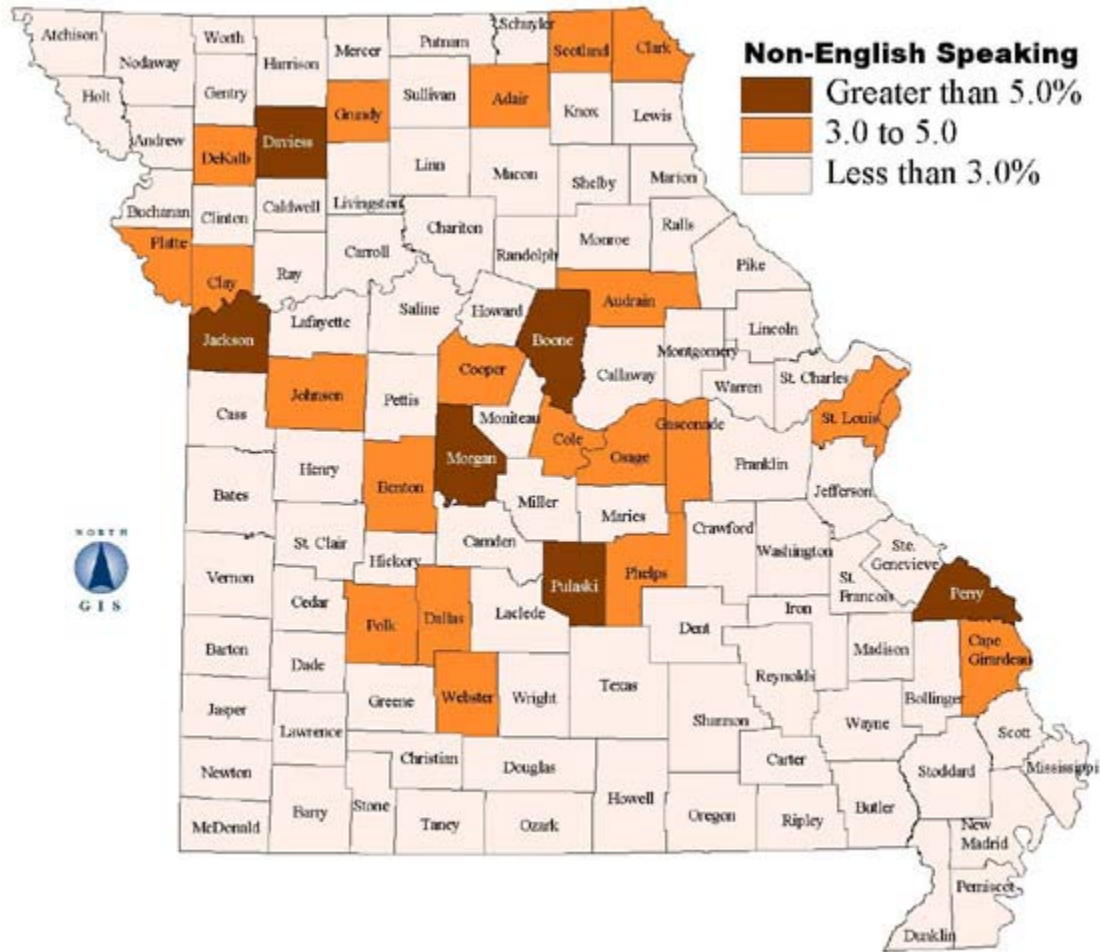 Non-English Speaking
Greater than 5.0%
3.0 to 5.0
Less than 3.0%
Atchison
Nodaway
Worth
Harrison
Mercer
Putnam
Schuyler
Scotland
Clark
Holt
Gentry
Grundy
Sullivan
Adair
Knox
Lewis
Andrew
DeKalb
Daviess
Linn
Macon
Shelby
Marion
Buchanan
Clinton
Caldwell
Livingston
Chariton
Randolph
Monroe
Ralls
Platte
Clay
Ray
Carroll
Pike
Jackson
Lafayette
Saline
Howard
Boone
Audrain
Montgomery
Lincoln
Cass
Johnson
Pettis
Cooper
Moniteau
Callaway
Warren
St. Charles
St. Louis
Bates
Henry
Benton
Morgan
Cole
Osage
Gasconade
Franklin
Jefferson
Miller
Maries
NORTH
GIS
Vernon
St. Clair
Hickory
Camden
Pulaski
Phelps
Crawford
Washington
Ste.
Genevieve
St.
Francois
Perry
Cedar
Polk
Dallas
Laclede
Dent
Iron
Madison
Cape
Girardeau
Barton
Dade
Greene
Webster
Wright
Texas
Shannon
Reynolds
Wayne
Bollinger
Scott
Jasper
Lawrence
Christian
Douglas
Carter
Stoddard
Mississippi
Newton
McDonald
Barry
Stone
Taney
Ozark
Howell
Oregon
Ripley
Butler
New
Madrid
Pemiscot
Dunklin